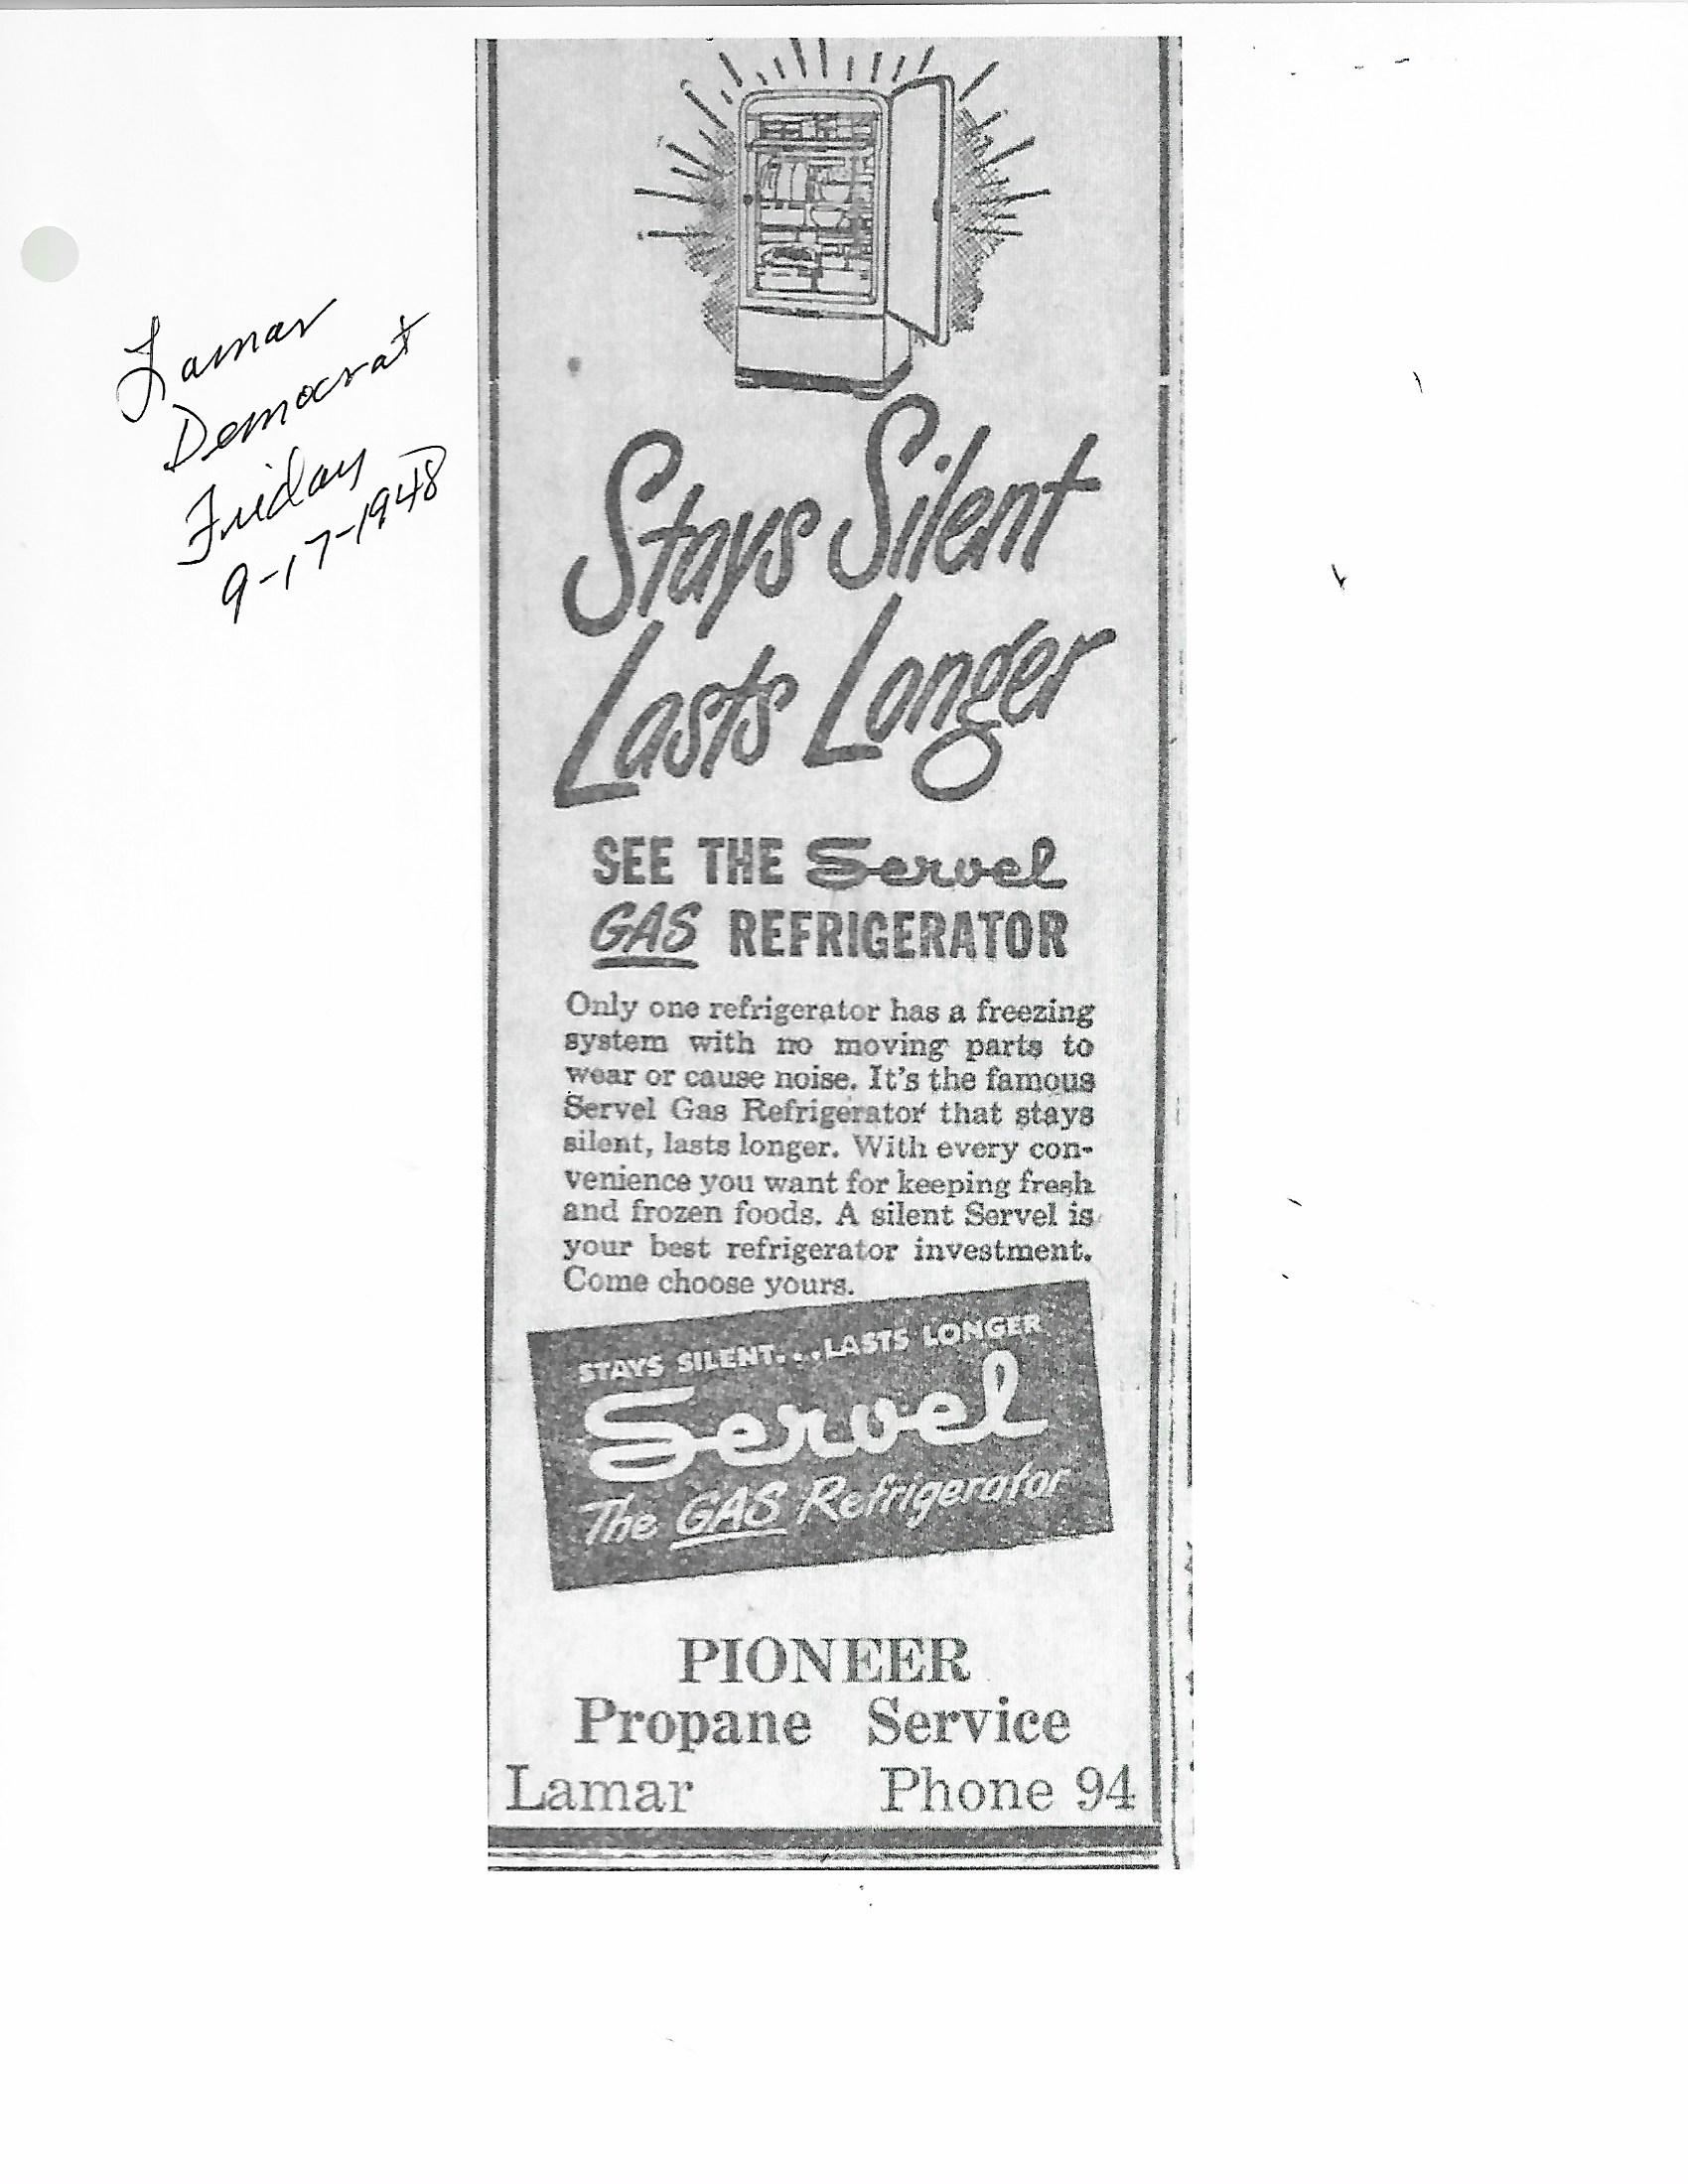 Lamar
Democrat
Friday
9-17-1948
Stays Silent
Lasts Longer
SEE THE Servel
GAS REFRIGERATOR
Only one refrigerator has a freezing
system with no moving parts to
wear or cause noise. It's the famous
Servel Gas Refrigerator that stays
silent, lasts longer. With every con-
venience you want for keeping fresh
and frozen foods. A silent Servel is
your best refrigerator investment.
Come choose yours.
STAYS SILENT...LASTS LONGER
Servel
The GAS Refrigerator
PIONEER
Propane Service
Lamar Phone 94